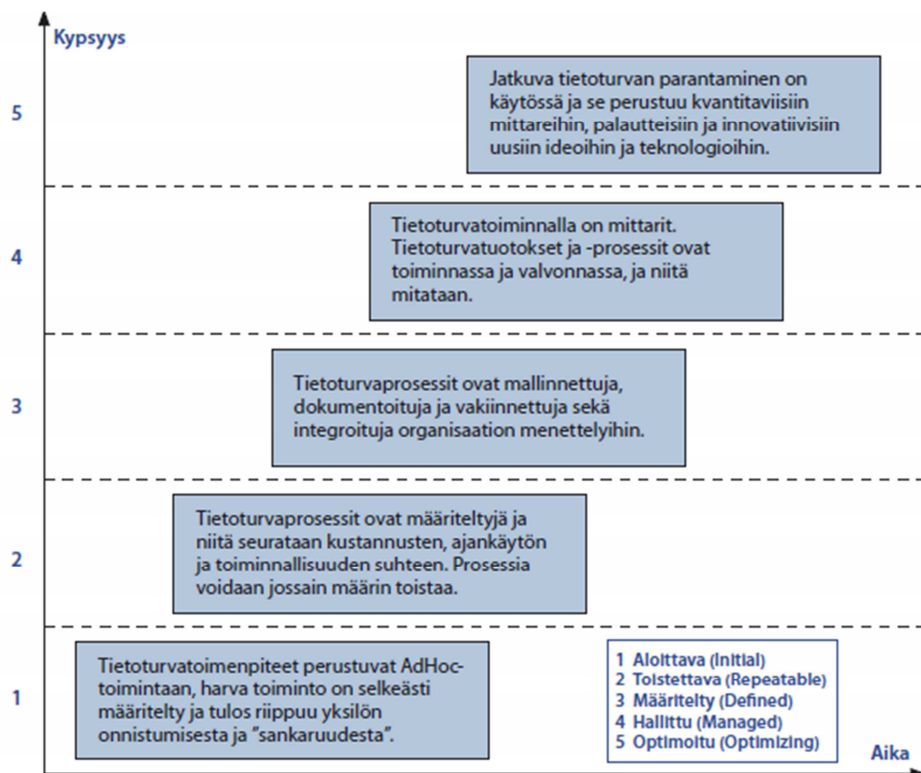 Kypsyys
5
Jatkuva tietoturvan parantaminen on
käytössä ja se perustuu kvantitaviisiin
mittareihin, palautteisiin ja innovatiivisiin
uusiin ideoihin ja teknologioihin.
4
Tietoturvatoiminnalla on mittarit.
Tietoturvatuotokset ja -prosessit ovat
toiminnassa ja valvonnassa, ja niitä
mitataan.
3
Tietoturvaprosessit ovat mallinnettuja,
dokumentoituja ja vakiinnettuja sekä
integroituja organisaation menettelyihin.
2
Tietoturvaprosessit ovat määriteltyjä ja
niitä seurataan kustannusten, ajankäytön
ja toiminnallisuuden suhteen. Prosessia
voidaan jossain määrin toistaa.
1
Tietoturvatoimenpiteet perustuvat AdHoc-
toimintaan, harva toiminto on selkeästi
määritelty ja tulos riippuu yksilön
onnistumisesta ja ”sankaruudesta”.
1 Aloittava (Initial)
2 Toistettava (Repeatable)
3 Määritelty (Defined)
4 Hallittu (Managed)
5 Optimoitu (Optimizing)
Aika